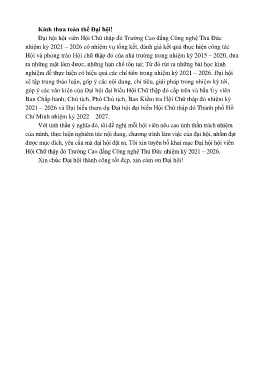 Kính thưa toàn thể Đại hội!
Đại hội hội viên Hội Chữ thập đỏ Trường Cao đẳng Công nghệ Thủ Đức
nhiệm kỳ 2021 – 2026 có nhiệm vụ tổng kết, đánh giá kết quả thực hiện công tác
Hội và phong trào Hội Chữ thập đỏ của nhà trường trong nhiệm kỳ 2015 – 2020, đưa
ra những mặt làm được, những hạn chế tồn tại; Từ đó rút ra những bài học kinh
nghiệm để thực hiện có hiệu quả các chỉ tiêu trong nhiệm kỳ 2021 – 2026. Đại hội
sẽ tập trung thảo luận, góp ý các nội dung, chỉ tiêu, giải pháp trong nhiệm kỳ tới,
góp ý các văn kiện của Đại hội đại biểu Hội Chữ thập đỏ cấp trên và bầu Ủy viên
Ban Chấp hành, Chủ tịch, Phó Chủ tịch, Ban Kiểm tra Hội Chữ thập đỏ nhiệm kỳ
2021 – 2026 và Đại biểu tham dự Đại hội đại biểu Hội Chữ thập đỏ Thành phố Hồ
Chí Minh nhiệm kỳ 2022 – 2027.
Với tinh thần ý nghĩa đó, tôi đề nghị mỗi hội viên nêu cao tinh thần trách nhiệm
của mình, thực hiện nghiêm túc nội dung, chương trình làm việc của đại hội, nhằm đạt
được mục đích, yêu cầu mà đại hội đặt ra. Tôi xin tuyên bố khai mạc Đại hội hội viên
Hội Chữ thập đỏ Trường Cao đẳng Công nghệ Thủ Đức nhiệm kỳ 2021 – 2026.
Xin chúc Đại hội thành công tốt đẹp, xin cảm ơn Đại hội!